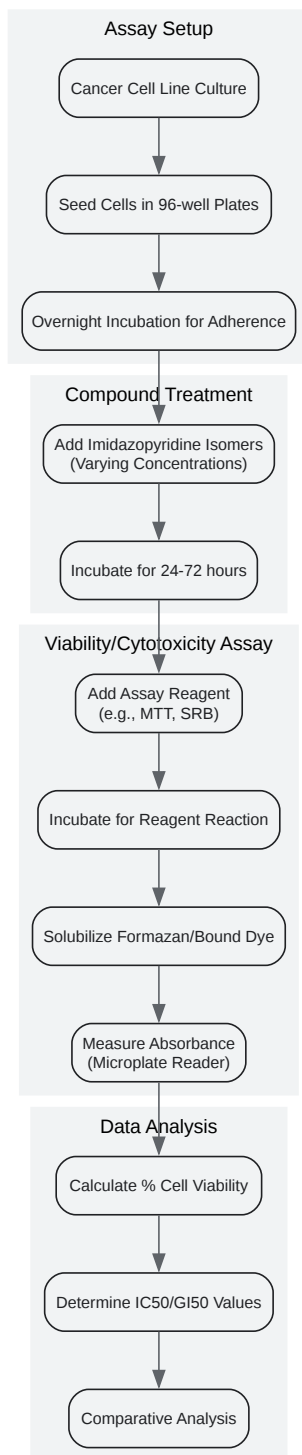 Assay Setup
Cancer Cell Line Culture
Seed Cells in 96-well Plates
Overnight Incubation for Adherence
Compound Treatment
Add Imidazopyridine Isomers
(Varying Concentrations)
Incubate for 24-72 hours
Viability/Cytotoxicity Assay
Add Assay Reagent
(e.g., MTT, SRB)
Incubate for Reagent Reaction
Solubilize Formazan/Bound Dye
Measure Absorbance
(Microplate Reader)
Data Analysis
Calculate % Cell Viability
Determine IC50/GI50 Values
Comparative Analysis